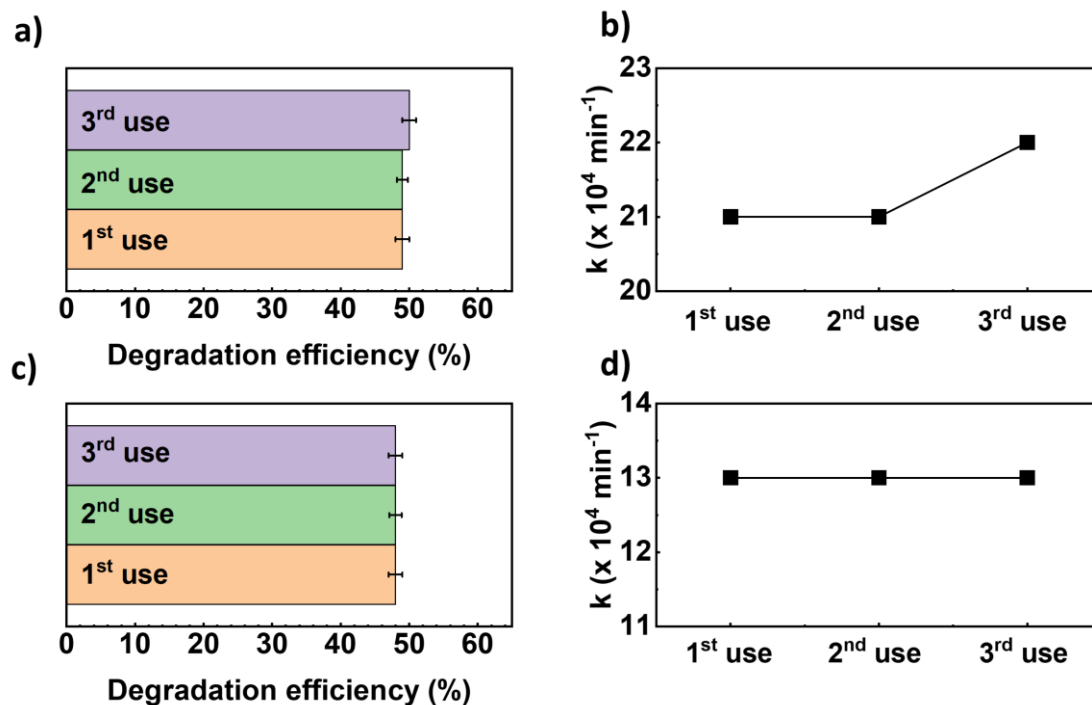 a)
3rd use
2nd use
1st use
0 10 20 30 40 50 60
Degradation efficiency (%)
b)
k (x 10^4 min^-1)
23
22
21
20
1st use 2nd use 3rd use
c)
3rd use
2nd use
1st use
0 10 20 30 40 50 60
Degradation efficiency (%)
d)
k (x 10^4 min^-1)
14
13
12
11
1st use 2nd use 3rd use